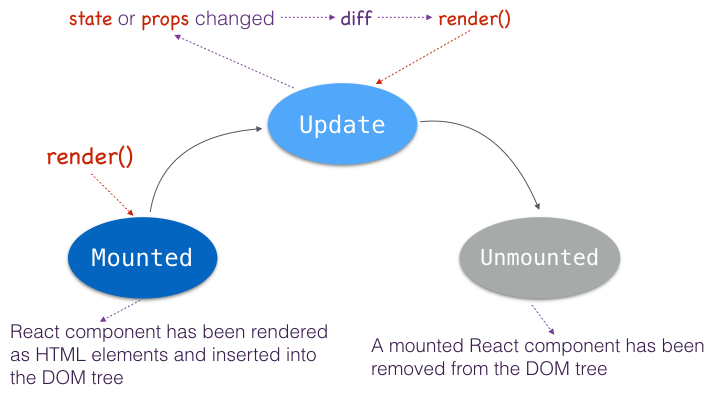 state or props changed diff render()
Update
render()
Mounted
Unmounted
React component has been rendered
as HTML elements and inserted into
the DOM tree
A mounted React component has been
removed from the DOM tree